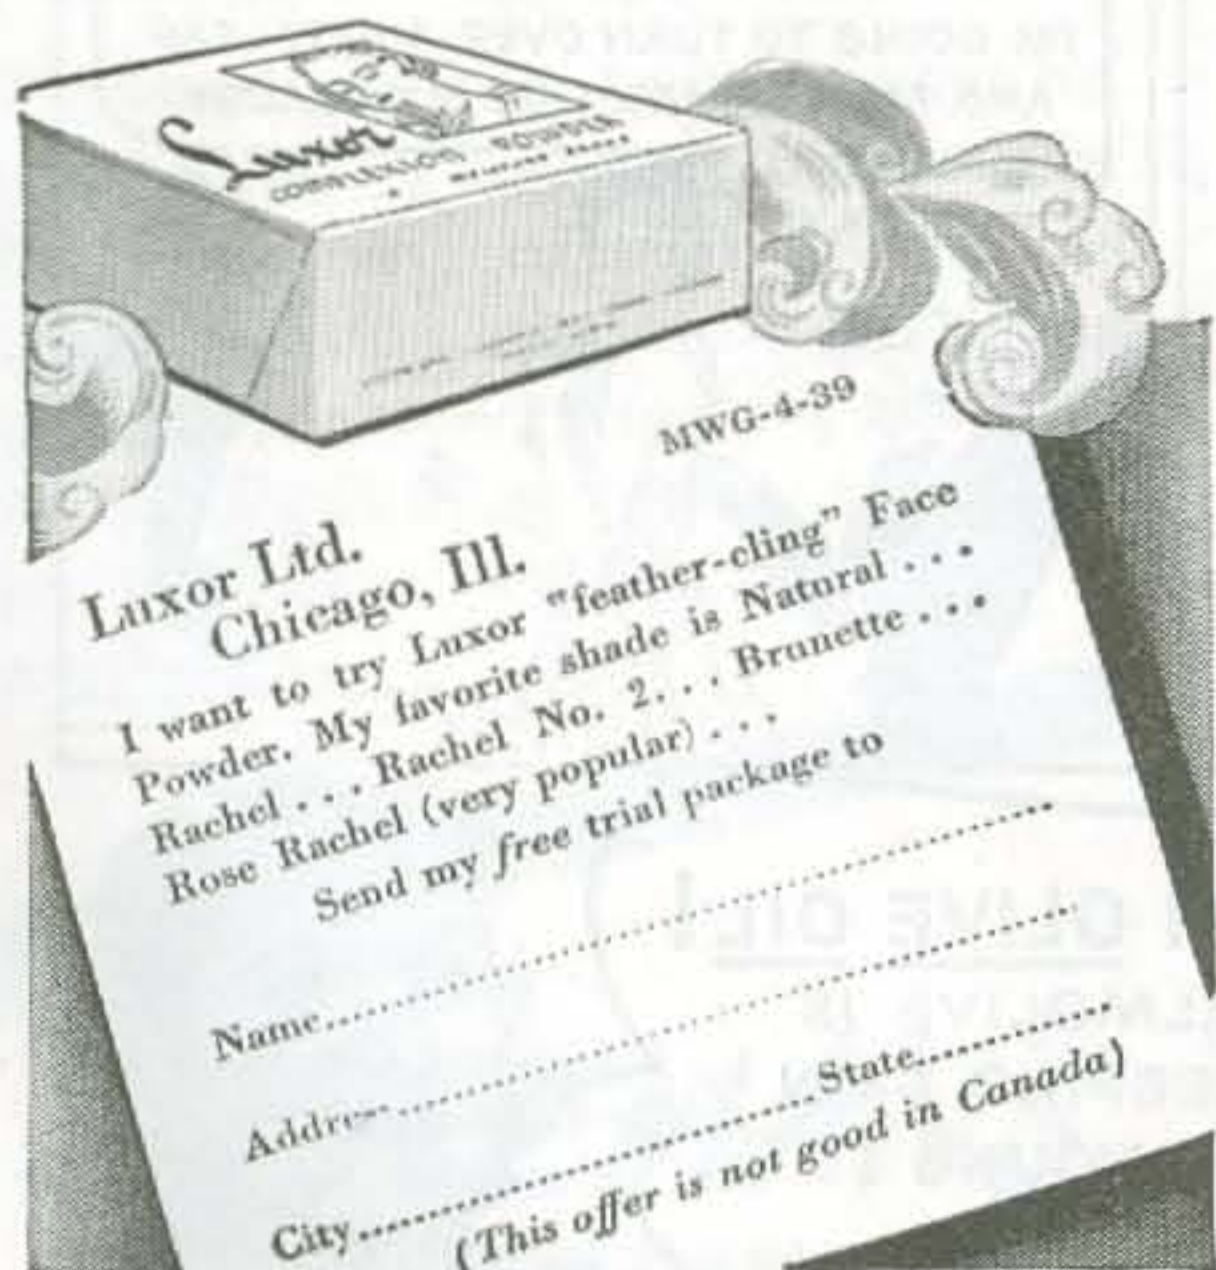 Luxor
COMPLEXION POWDER
MWG-4-39
Luxor Ltd.
Chicago, Ill.
I want to try Luxor "feather-cling" Face
Powder. My favorite shade is Natural . . .
Rachel . . . Rachel No. 2. . . Brunette . . .
Rose Rachel (very popular) . . .
Send my free trial package to
Name
Address
City State
(This offer is not good in Canada)